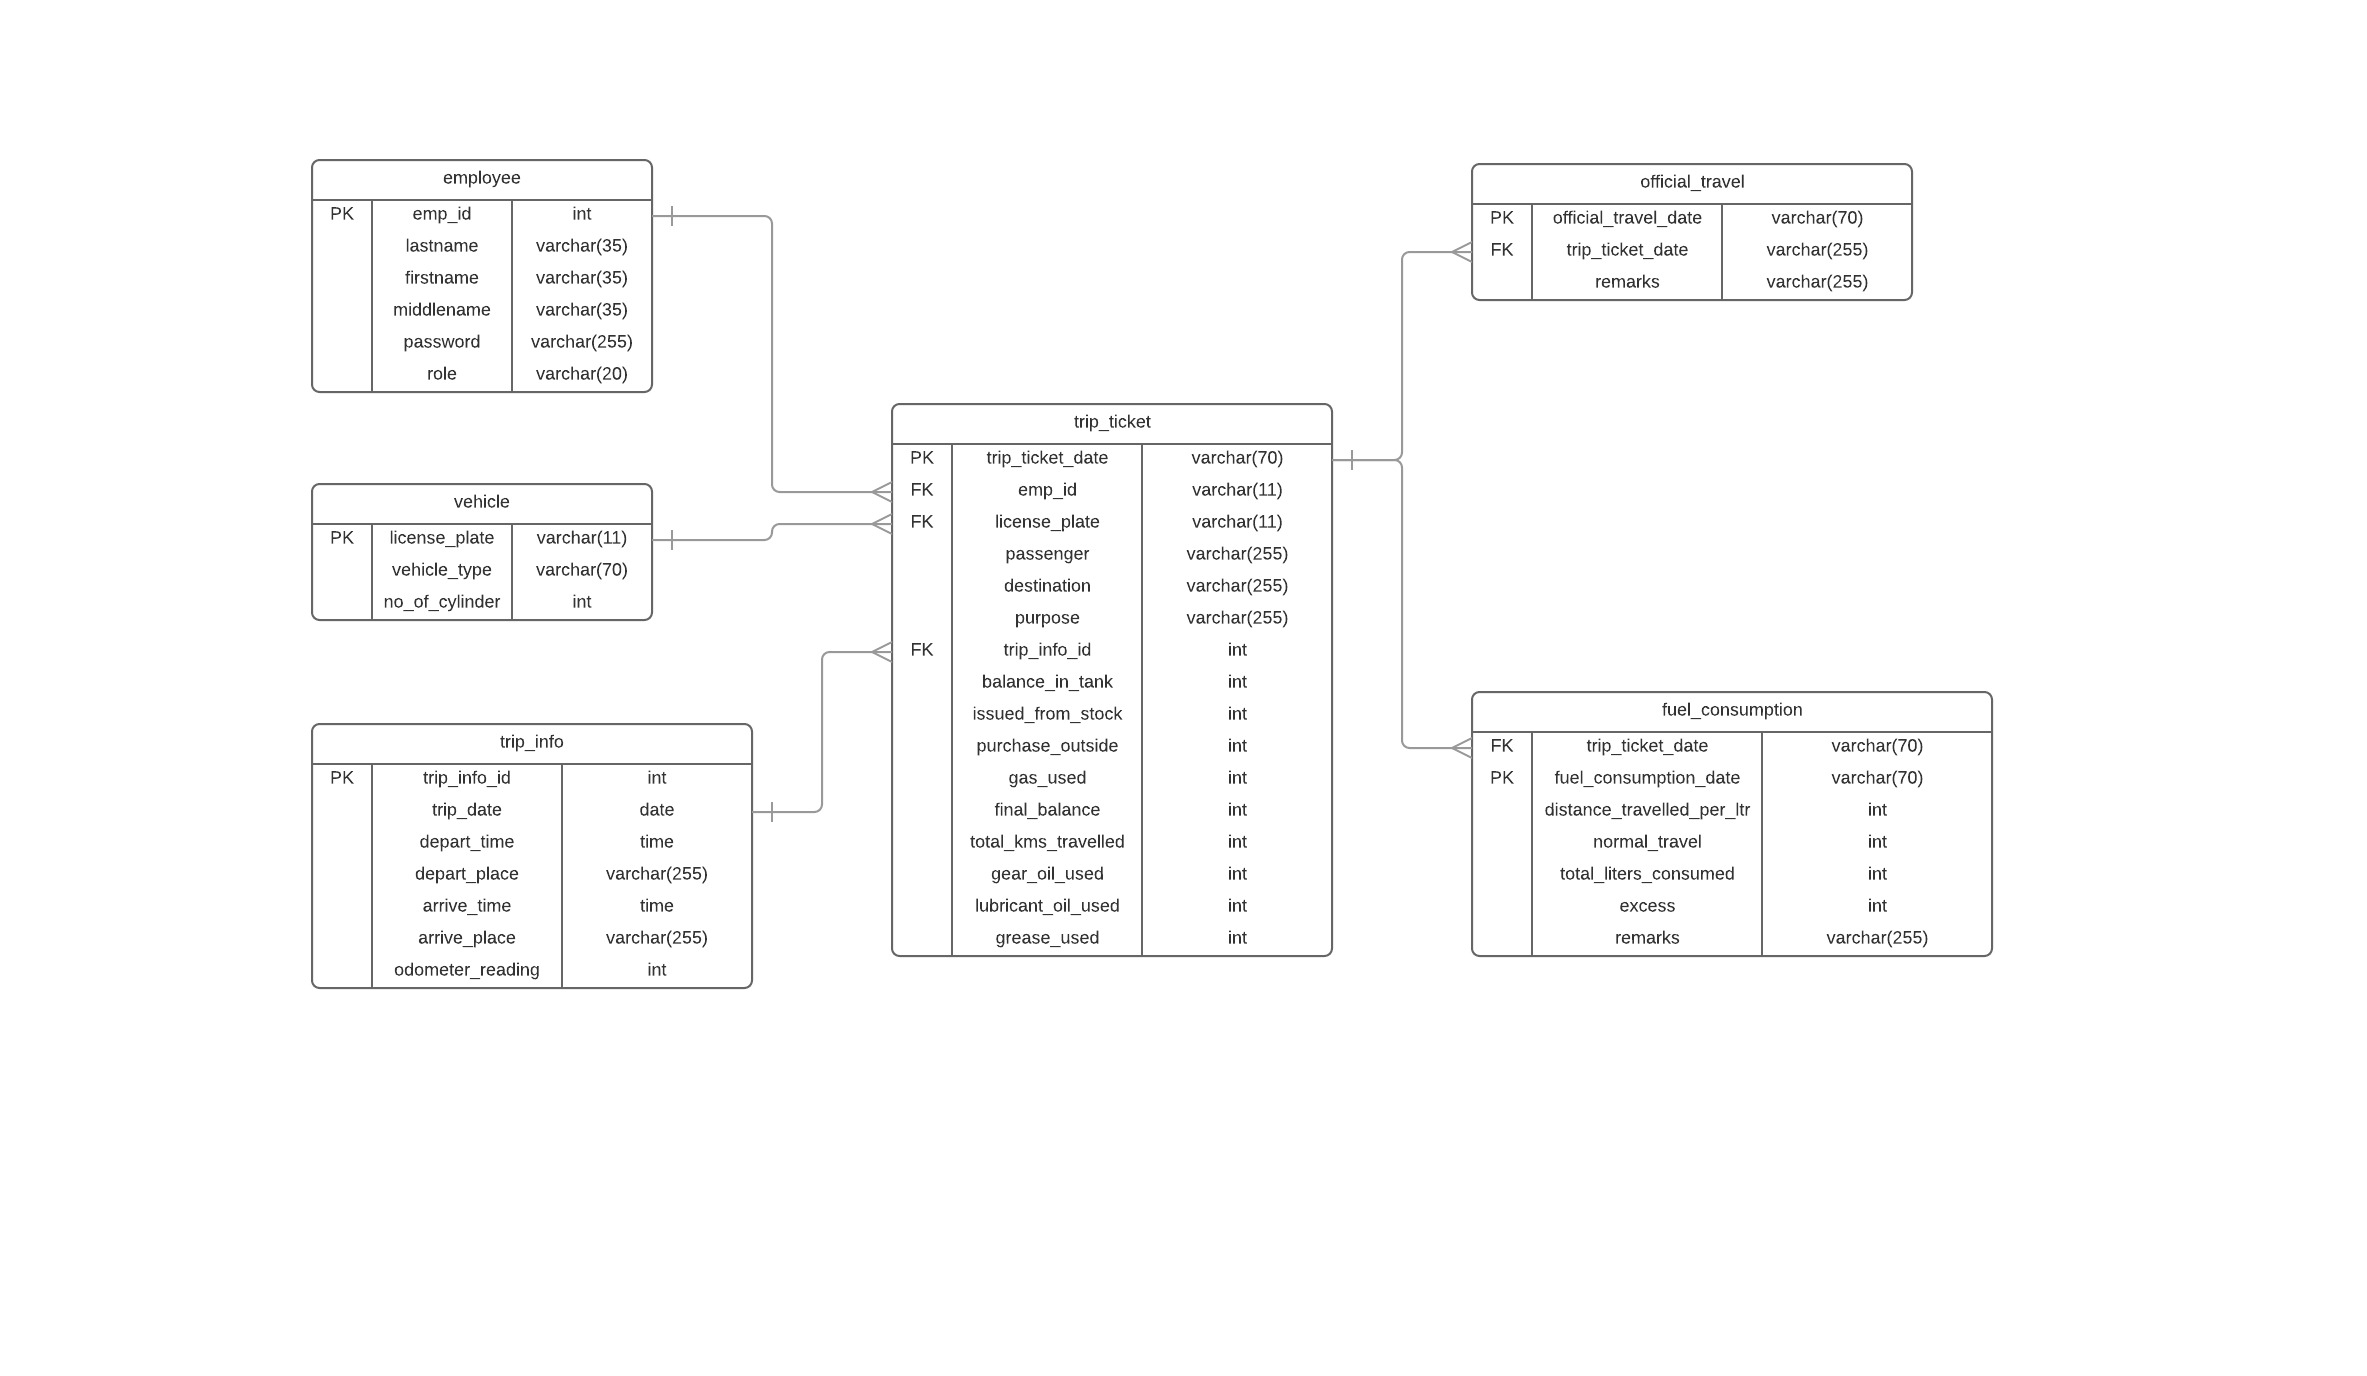 employee
PK emp_id int
lastname varchar(35)
firstname varchar(35)
middlename varchar(35)
password varchar(255)
role varchar(20)
vehicle
PK license_plate varchar(11)
vehicle_type varchar(70)
no_of_cylinder int
trip_info
PK trip_info_id int
trip_date date
depart_time time
depart_place varchar(255)
arrive_time time
arrive_place varchar(255)
odometer_reading int
trip_ticket
PK trip_ticket_date varchar(70)
FK emp_id varchar(11)
FK license_plate varchar(11)
passenger varchar(255)
destination varchar(255)
purpose varchar(255)
FK trip_info_id int
balance_in_tank int
issued_from_stock int
purchase_outside int
gas_used int
final_balance int
total_kms_travelled int
gear_oil_used int
lubricant_oil_used int
grease_used int
official_travel
PK official_travel_date varchar(70)
FK trip_ticket_date varchar(255)
remarks varchar(255)
fuel_consumption
FK trip_ticket_date varchar(70)
PK fuel_consumption_date varchar(70)
distance_travelled_per_ltr int
normal_travel int
total_liters_consumed int
excess int
remarks varchar(255)